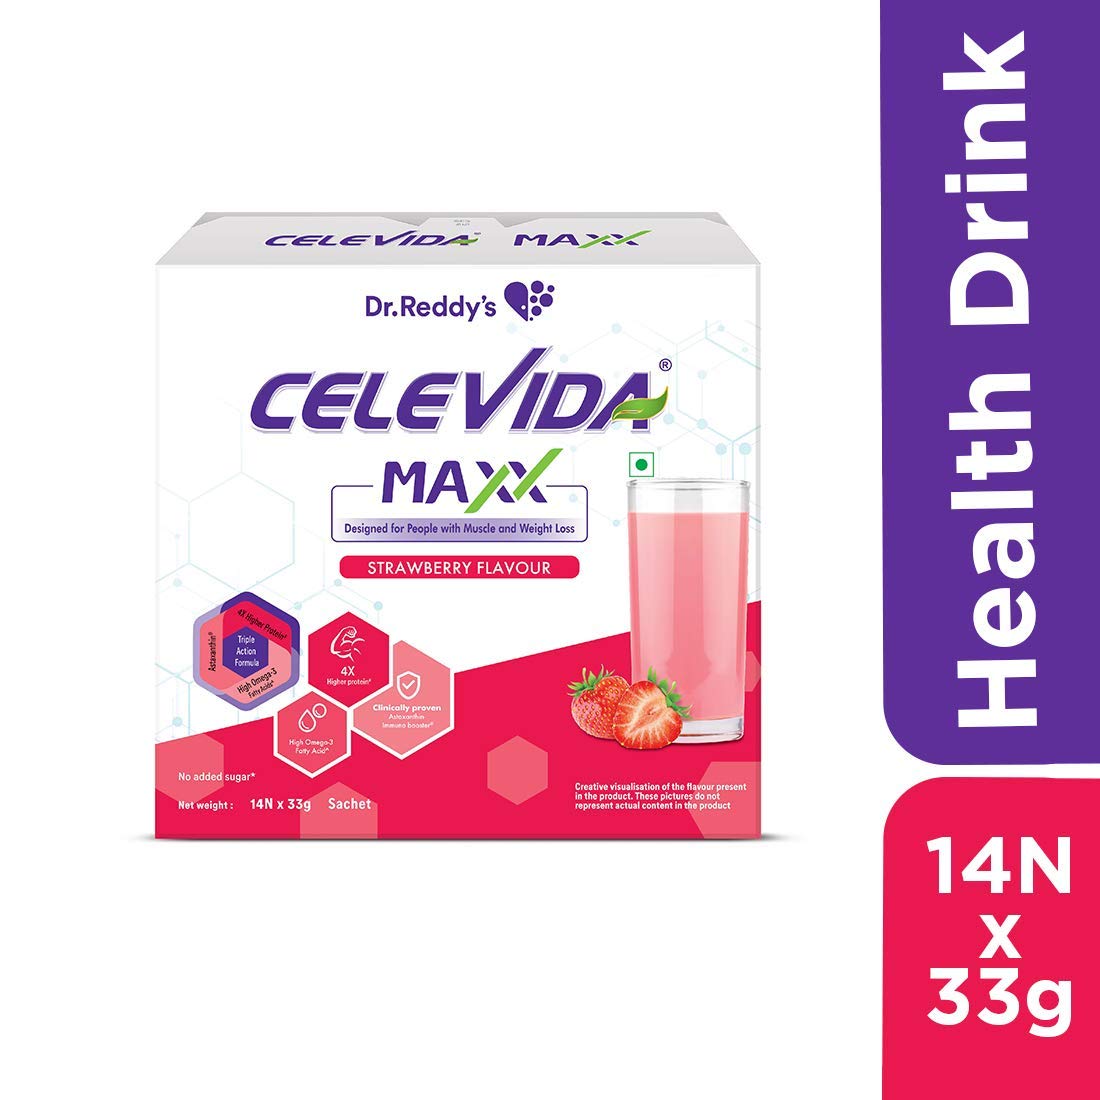 CELEVIDA® MAXX
Dr.Reddy's
CELEVIDA®
MAXX
Designed for People with Muscle and Weight Loss
STRAWBERRY FLAVOUR
4X Higher Protein†
Astaxanthin®
Triple
Action
Formula
High Omega-3
Fatty Acids^
4X
Higher protein†
Clinically proven
Astaxanthin
Immuno booster
High Omega-3
Fatty Acid^
No added sugar*
Net weight : 14N x 33g Sachet
Creative visualisation of the flavour present
in the product. These pictures do not
represent actual content in the product
Health Drink
14N
x
33g